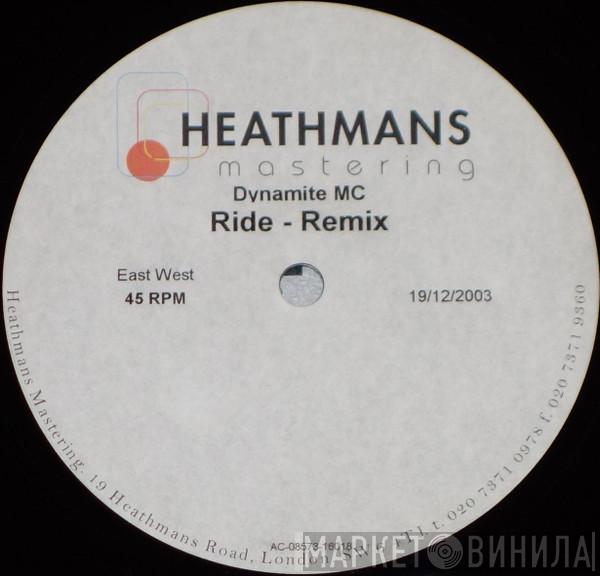 HEATHMANS
mastering
Dynamite MC
Ride - Remix
East West
45 RPM
19/12/2003
Heathmans Mastering, 19 Heathmans Road, London, t. 020 7371 0978 f. 020 7371 9360
МАРКЕТ ВИНИЛА